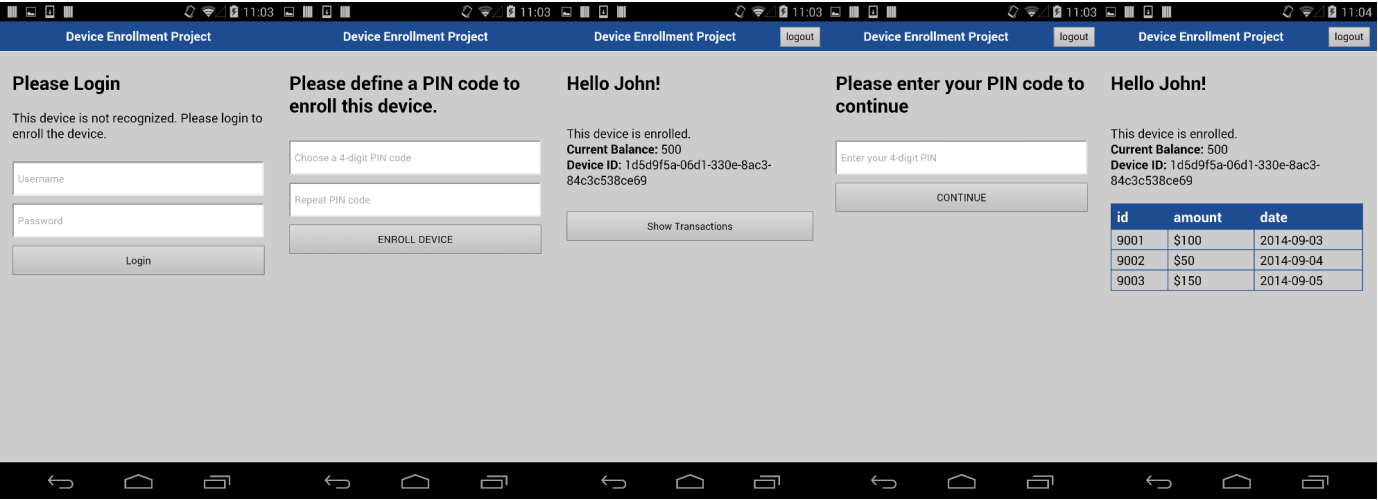 11:03
Device Enrollment Project
Please Login
This device is not recognized. Please login to
enroll the device.
Username
Password
Login
11:03
Device Enrollment Project
Please define a PIN code to
enroll this device.
Choose a 4-digit PIN code
Repeat PIN code
ENROLL DEVICE
11:03
Device Enrollment Project
logout
Hello John!
This device is enrolled.
Current Balance: 500
Device ID: 1d5d9f5a-06d1-330e-8ac3-
84c3c538ce69
Show Transactions
11:03
Device Enrollment Project
logout
Please enter your PIN code to
continue
Enter your 4-digit PIN
CONTINUE
11:04
Device Enrollment Project
logout
Hello John!
This device is enrolled.
Current Balance: 500
Device ID: 1d5d9f5a-06d1-330e-8ac3-
84c3c538ce69
id amount date
9001 $100 2014-09-03
9002 $50 2014-09-04
9003 $150 2014-09-05